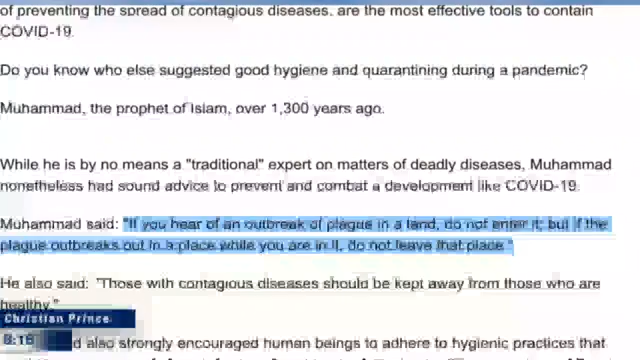 of preventing the spread of contagious diseases, are the most effective tools to contain
COVID-19.
Do you know who else suggested good hygiene and quarantining during a pandemic?
Muhammad, the prophet of Islam, over 1,300 years ago.
While he is by no means a "traditional" expert on matters of deadly diseases, Muhammad
nonetheless had sound advice to prevent and combat a development like COVID-19.
Muhammad said: "If you hear of an outbreak of plague in a land, do not enter it; but if the
plague outbreaks out in a place while you are in it, do not leave that place."
He also said: "Those with contagious diseases should be kept away from those who are
healthy."
Christian Prince
8:15
d also strongly encouraged human beings to adhere to hygienic practices that